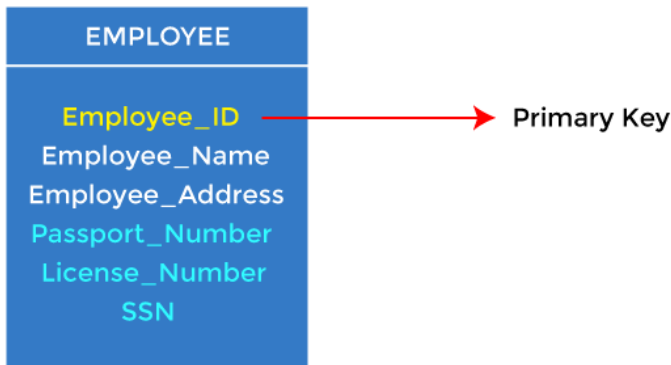 EMPLOYEE
Employee_ID
Primary Key
Employee_Name
Employee_Address
Passport_Number
License_Number
SSN